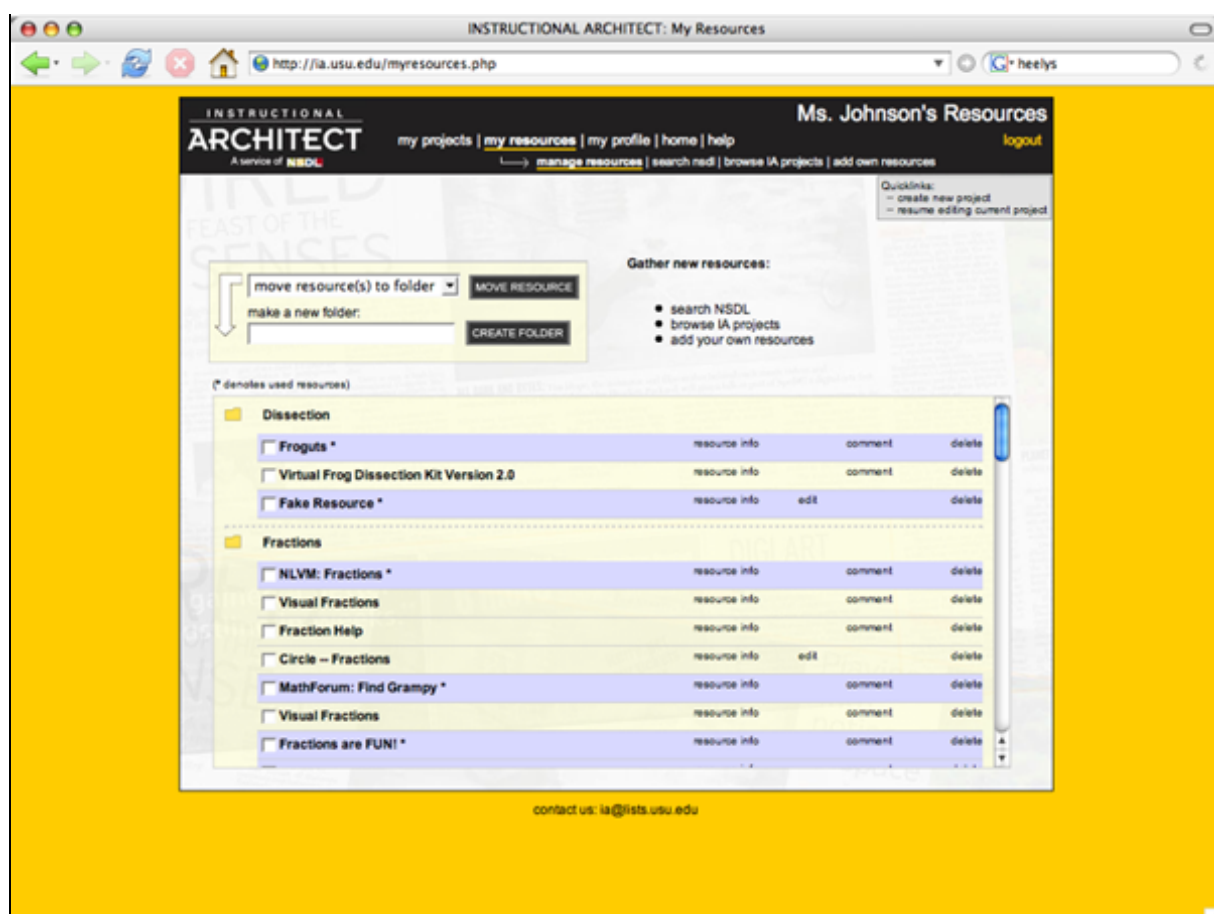 INSTRUCTIONAL ARCHITECT: My Resources
http://ia.usu.edu/myresources.php
G heelys
INSTRUCTIONAL
ARCHITECT
A service of NSDL
Ms. Johnson's Resources
my projects | my resources | my profile | home | help
logout
manage resources | search nsdl | browse IA projects | add own resources
Quicklinks:
– create new project
– resume editing current project
FEAST OF THE
SENSES
move resource(s) to folder
MOVE RESOURCE
make a new folder:
CREATE FOLDER
Gather new resources:
• search NSDL
• browse IA projects
• add your own resources
(* denotes used resources)
Dissection
Froguts * resource info comment delete
Virtual Frog Dissection Kit Version 2.0 resource info comment delete
Fake Resource * resource info edit delete
Fractions
NLVM: Fractions * resource info comment delete
Visual Fractions resource info comment delete
Fraction Help resource info comment delete
Circle -- Fractions resource info edit delete
MathForum: Find Grampy * resource info comment delete
Visual Fractions resource info comment delete
Fractions are FUN! * resource info comment delete
contact us: ia@lists.usu.edu